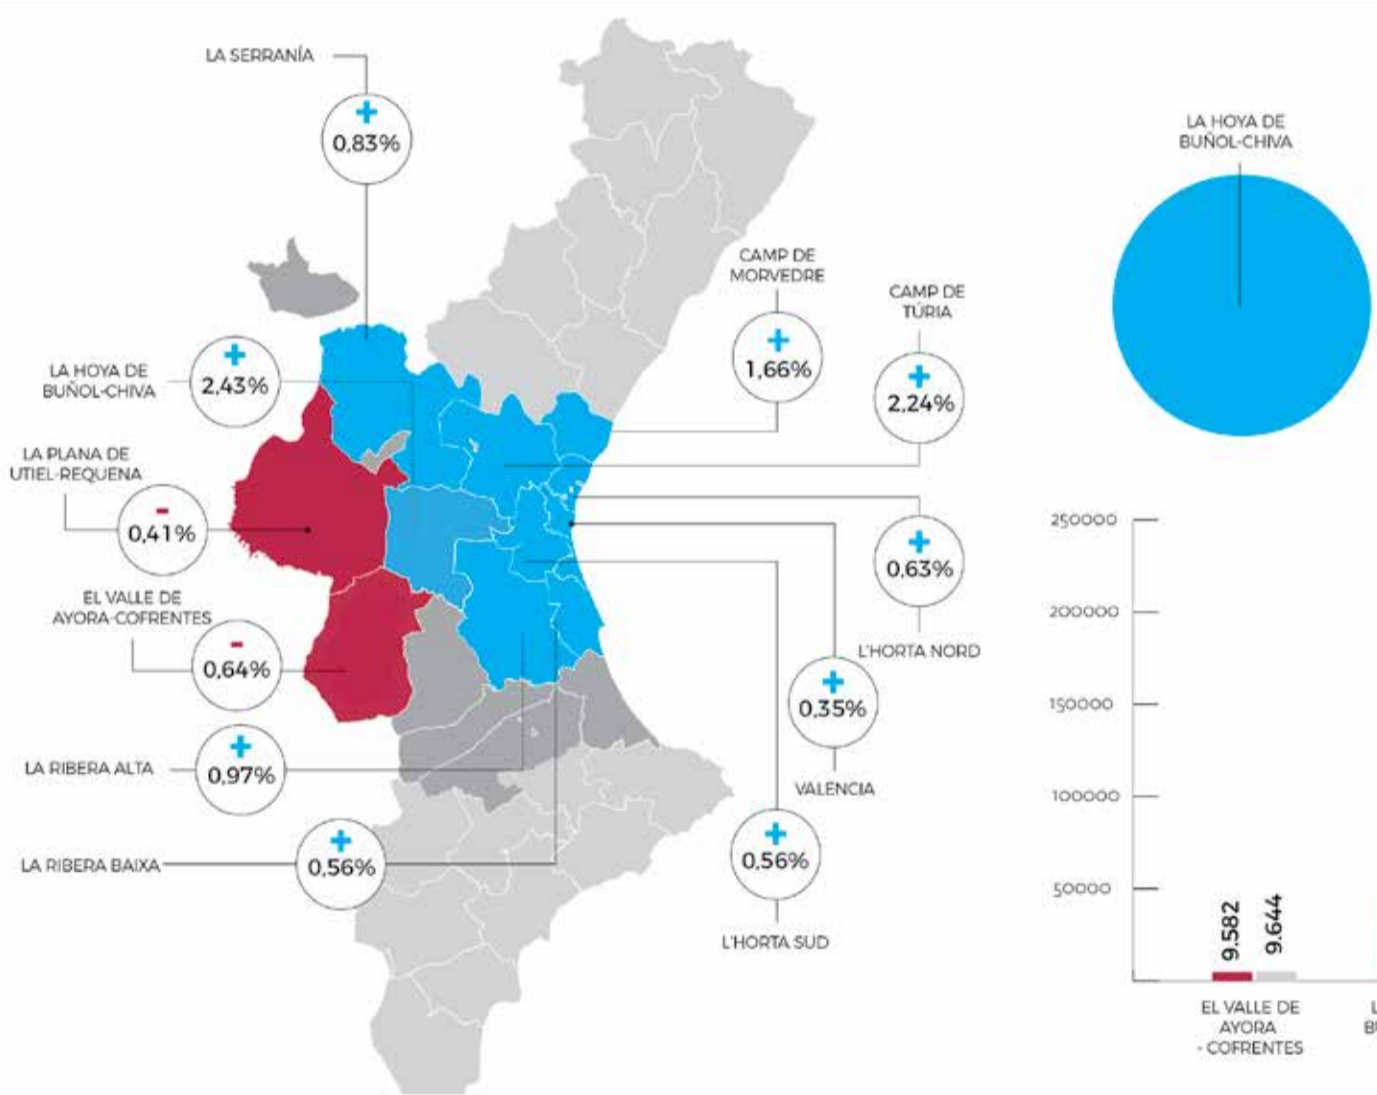 LA SERRANÍA
+
0,83%
LA HOYA DE
BUÑOL-CHIVA
CAMP DE
MORVEDRE
+
1,66%
CAMP DE
TÚRIA
+
2,24%
LA HOYA DE
BUÑOL-CHIVA
+
2,43%
LA PLANA DE
UTIEL-REQUENA
-
0,41%
+
0,63%
L'HORTA NORD
EL VALLE DE
AYORA-COFRENTES
-
0,64%
+
0,35%
VALENCIA
LA RIBERA ALTA
+
0,97%
LA RIBERA BAIXA
+
0,56%
+
0,56%
L'HORTA SUD
250000
200000
150000
100000
50000
9.582
9.644
EL VALLE DE
AYORA
- COFRENTES